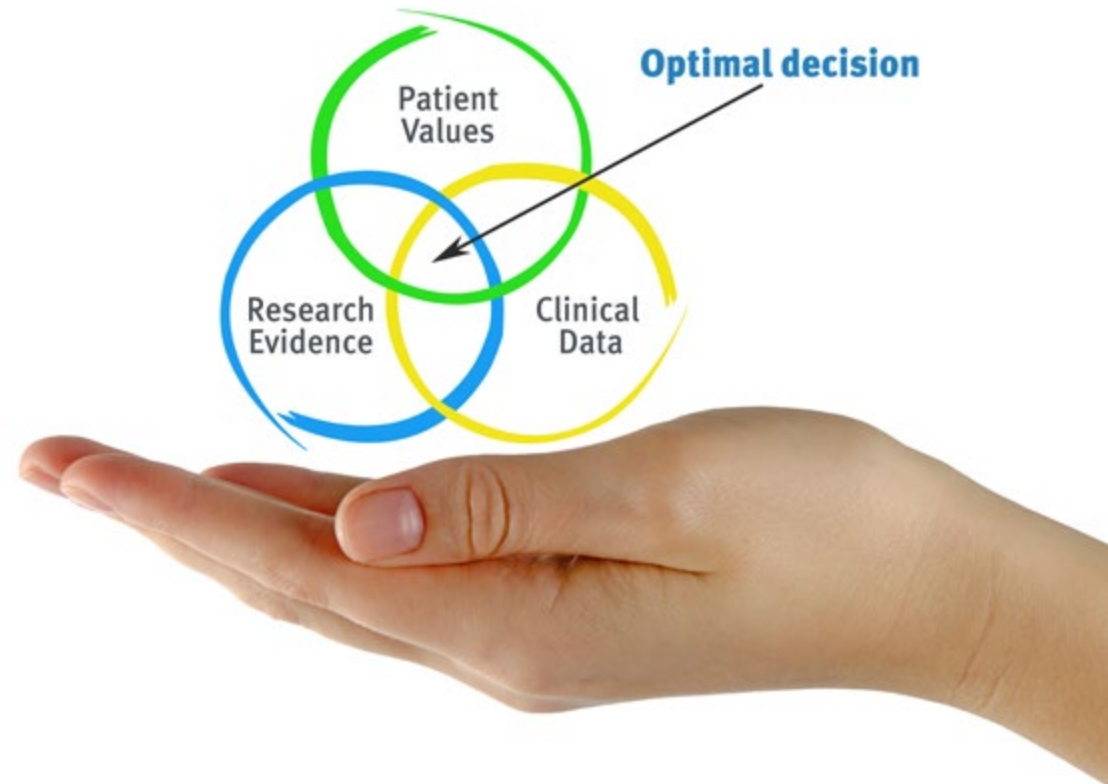 Optimal decision
Patient
Values
Research
Evidence
Clinical
Data